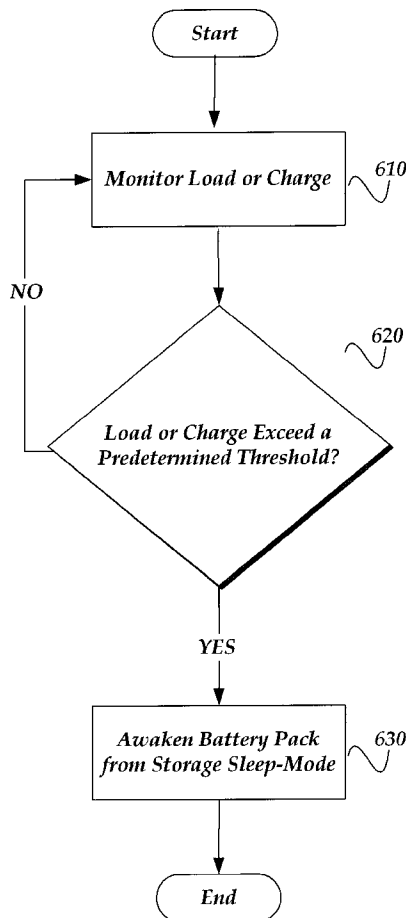 Start
Monitor Load or Charge
610
NO
620
Load or Charge Exceed a
Predetermined Threshold?
YES
Awaken Battery Pack
from Storage Sleep-Mode
630
End